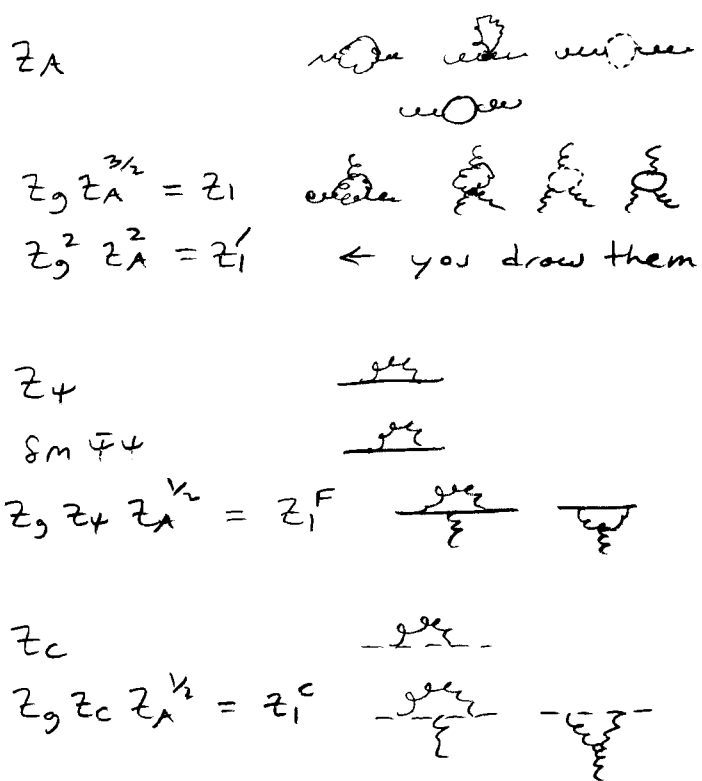 Z_A
Z_g Z_A^{3/2} = Z_1
Z_g^2 Z_A^2 = Z_1' ← you draw them
Z_ψ
δm ψ̄ψ
Z_g Z_ψ Z_A^{1/2} = Z_1^F
Z_c
Z_g Z_c Z_A^{1/2} = Z_1^c